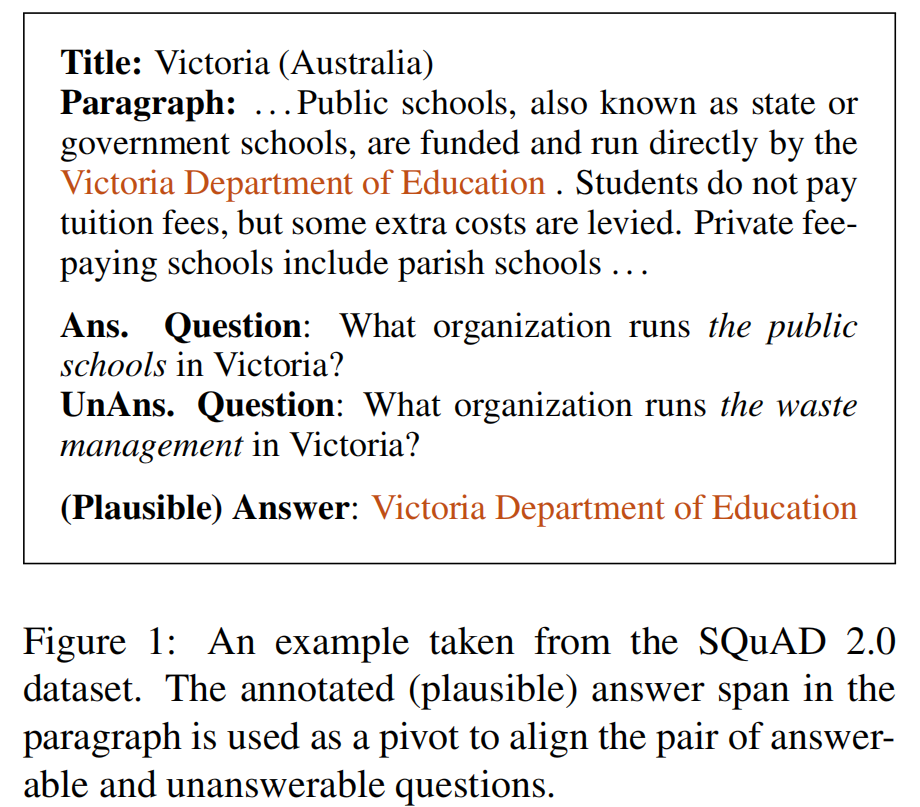 Title: Victoria (Australia)
Paragraph: ...Public schools, also known as state or
government schools, are funded and run directly by the
Victoria Department of Education . Students do not pay
tuition fees, but some extra costs are levied. Private fee-
paying schools include parish schools ...
Ans. Question: What organization runs the public
schools in Victoria?
UnAns. Question: What organization runs the waste
management in Victoria?
(Plausible) Answer: Victoria Department of Education
Figure 1: An example taken from the SQuAD 2.0
dataset. The annotated (plausible) answer span in the
paragraph is used as a pivot to align the pair of answer-
able and unanswerable questions.